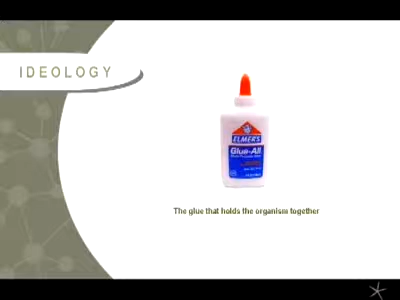 IDEOLOGY
ELMER'S
Glue-All
The glue that holds the organism together